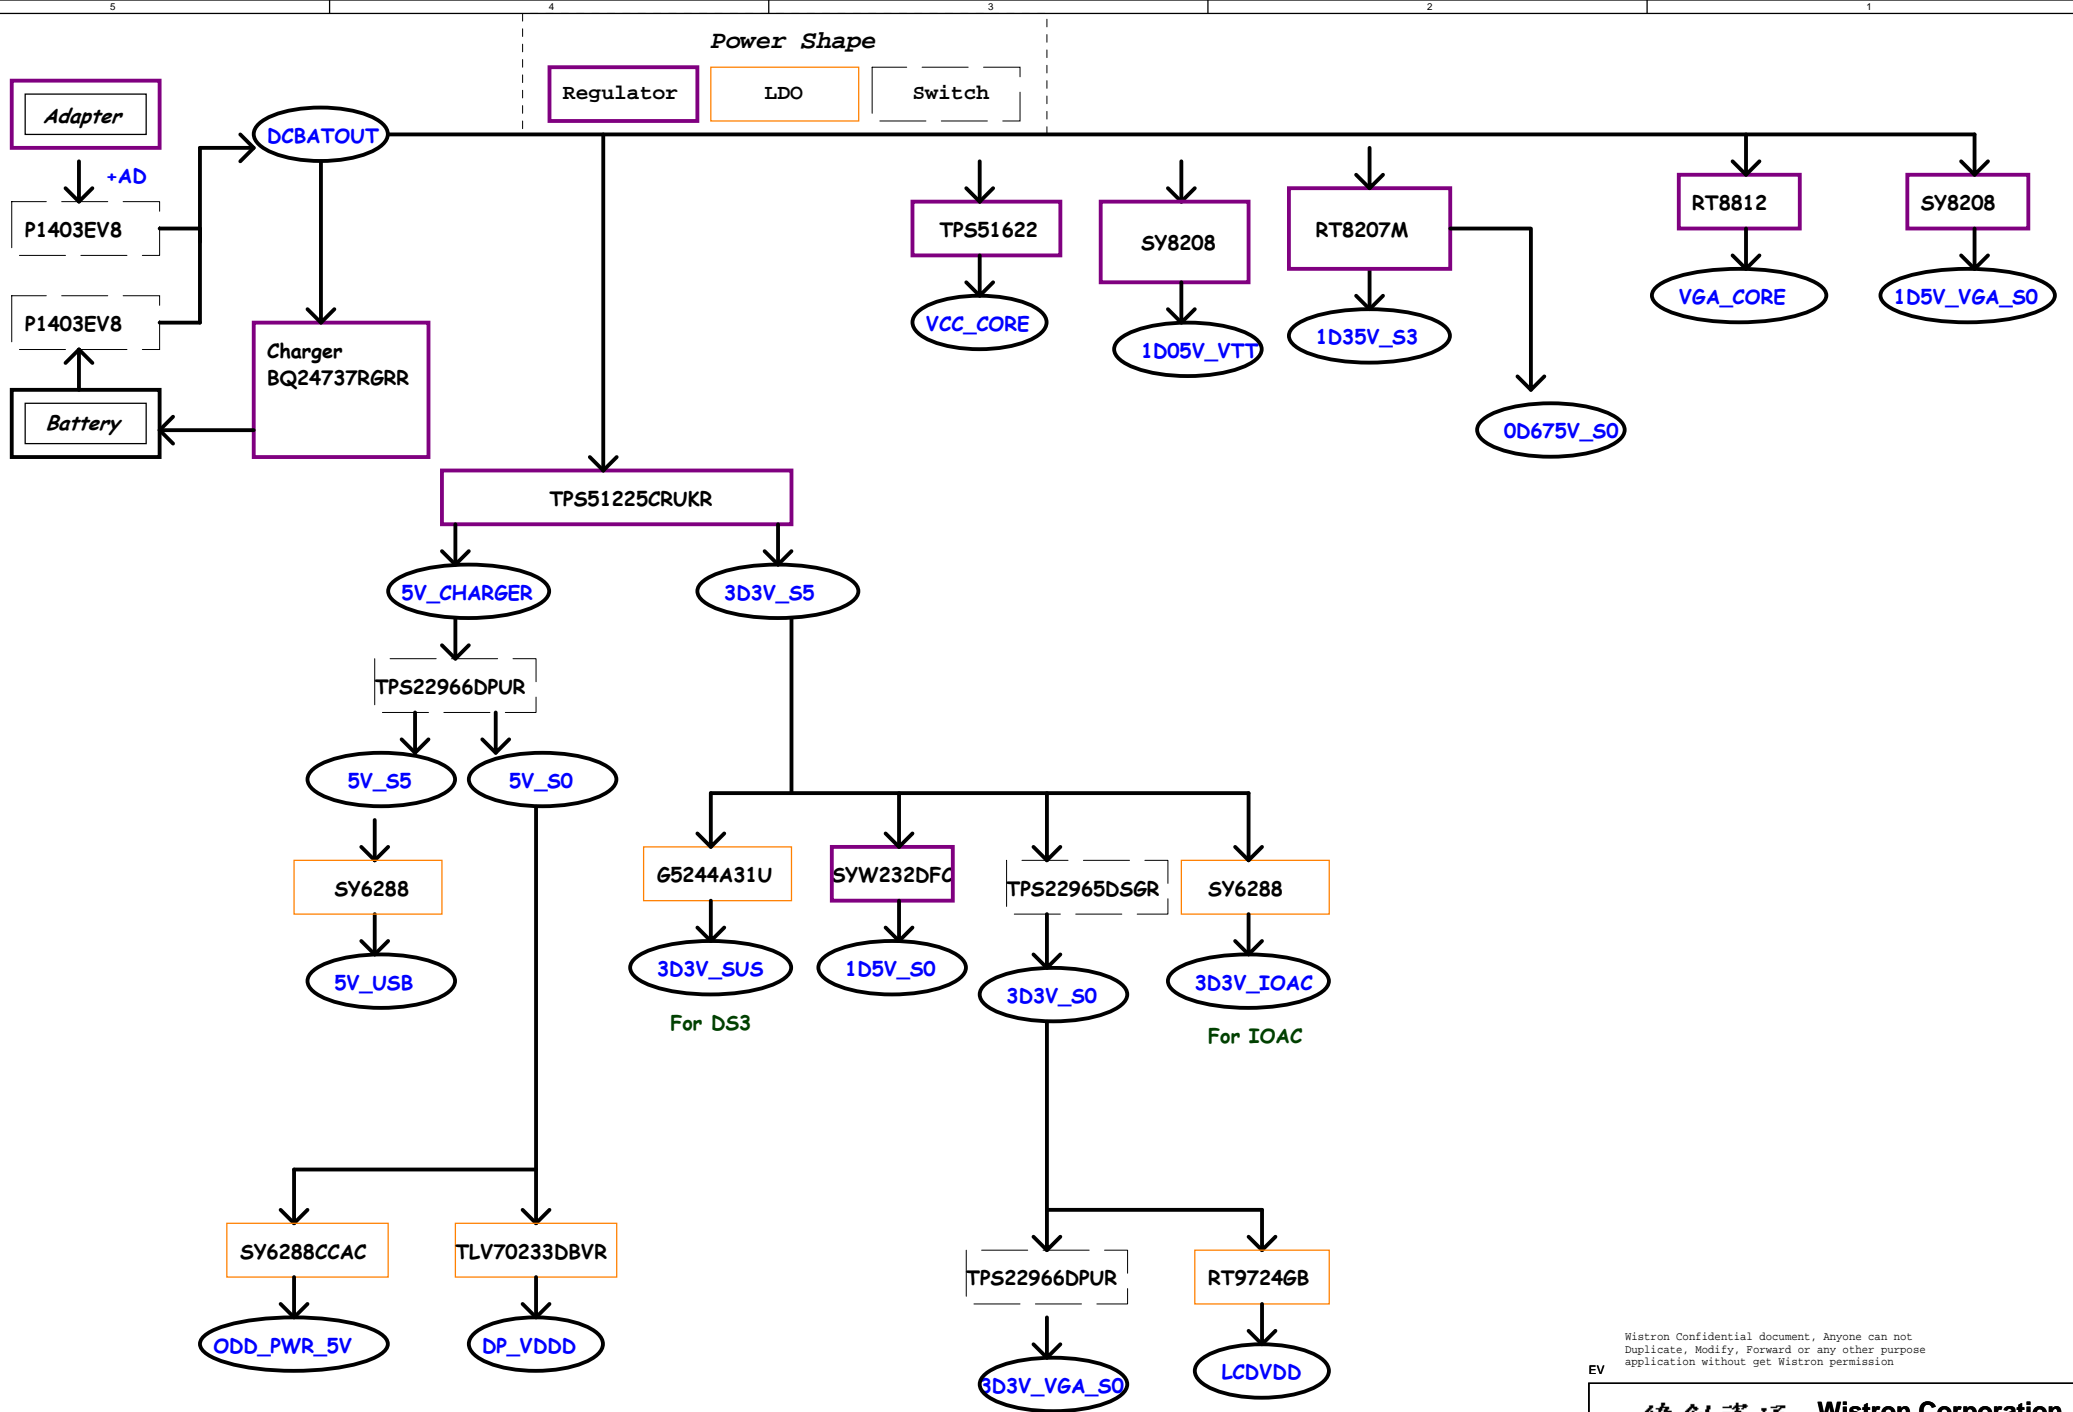 5 4 3 2 1
Power Shape
Regulator LDO Switch
Adapter
+AD
P1403EV8
P1403EV8
Battery
DCBATOUT
Charger
BQ24737RGRR
TPS51622
VCC_CORE
SY8208
1D05V_VTT
RT8207M
1D35V_S3
0D675V_S0
RT8812
VGA_CORE
SY8208
1D5V_VGA_S0
TPS51225CRUKR
5V_CHARGER
3D3V_S5
TPS22966DPUR
5V_S5
5V_S0
SY6288
5V_USB
G5244A31U
3D3V_SUS
For DS3
SYW232DFC
1D5V_S0
TPS22965DSGR
3D3V_S0
SY6288
3D3V_IOAC
For IOAC
SY6288CCAC
ODD_PWR_5V
TLV70233DBVR
DP_VDDD
TPS22966DPUR
3D3V_VGA_S0
RT9724GB
LCDVDD
Wistron Confidential document, Anyone can not
Duplicate, Modify, Forward or any other purpose
application without get Wistron permission
EV
Wistron Corporation